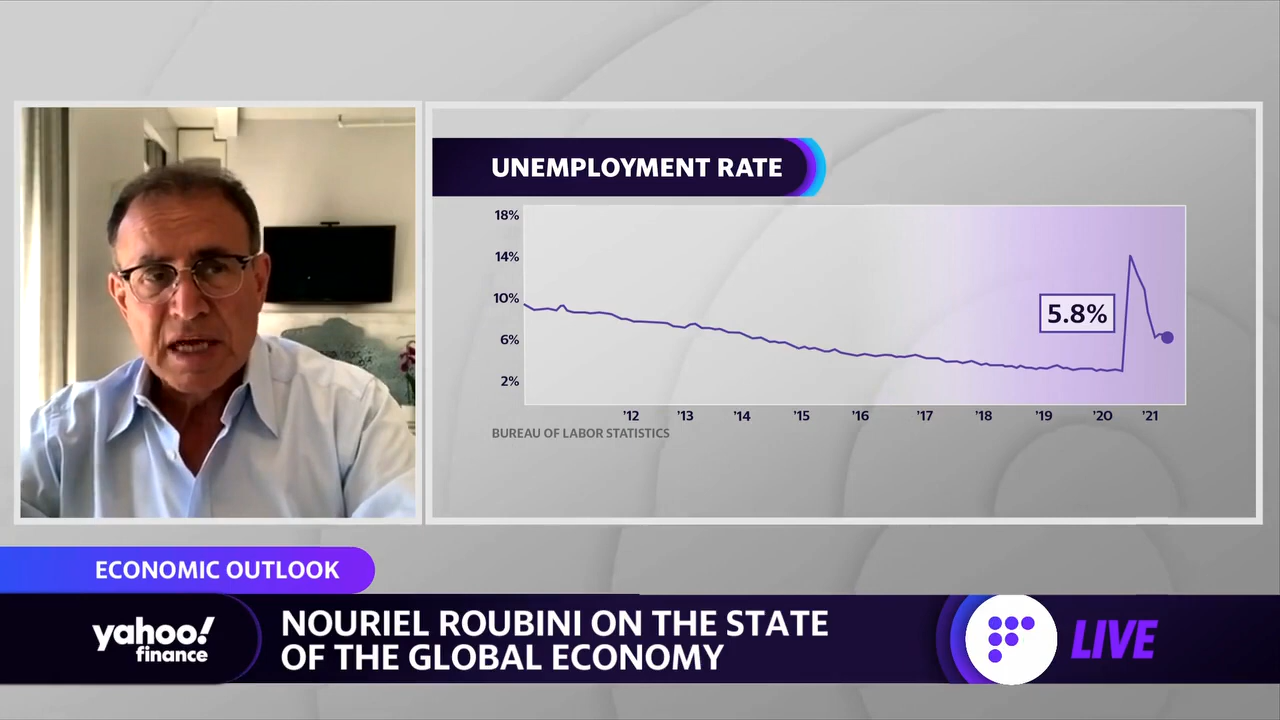 UNEMPLOYMENT RATE
18%
14%
10%
6%
2%
5.8%
'12 '13 '14 '15 '16 '17 '18 '19 '20 '21
BUREAU OF LABOR STATISTICS
ECONOMIC OUTLOOK
yahoo!
finance
NOURIEL ROUBINI ON THE STATE
OF THE GLOBAL ECONOMY
LIVE